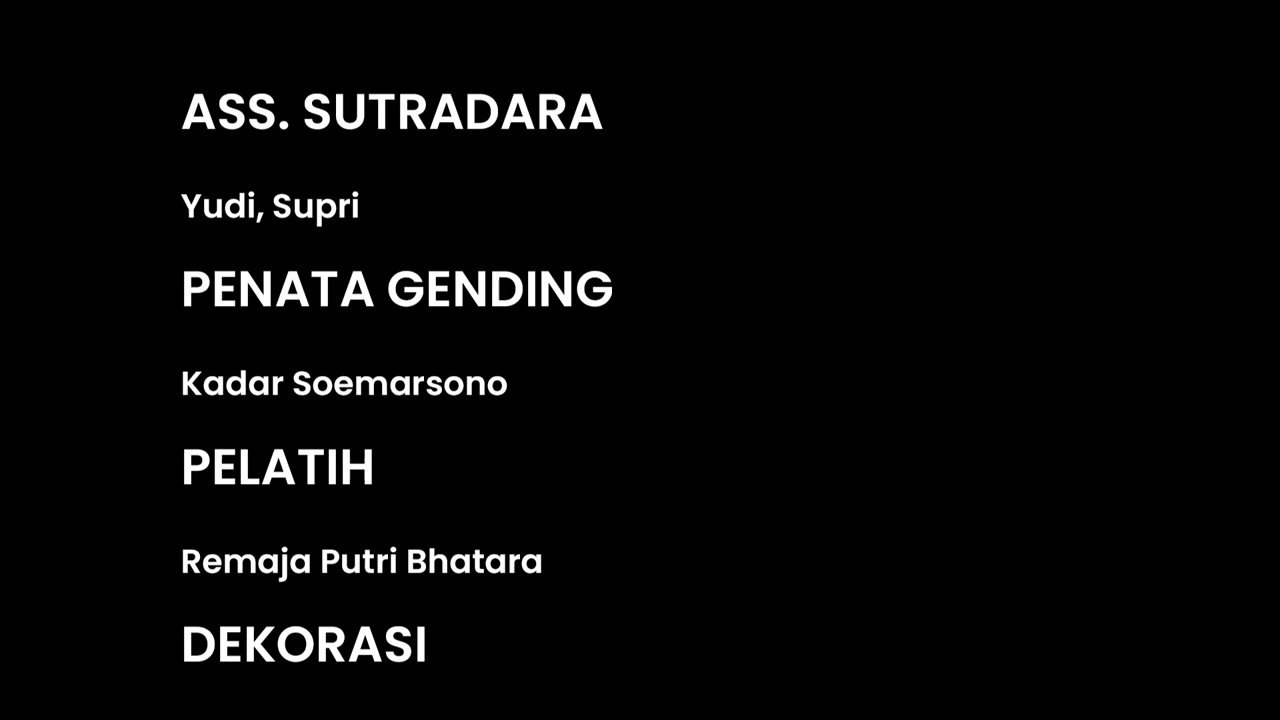 ASS. SUTRADARA
Yudi, Supri
PENATA GENDING
Kadar Soemarsono
PELATIH
Remaja Putri Bhatara
DEKORASI